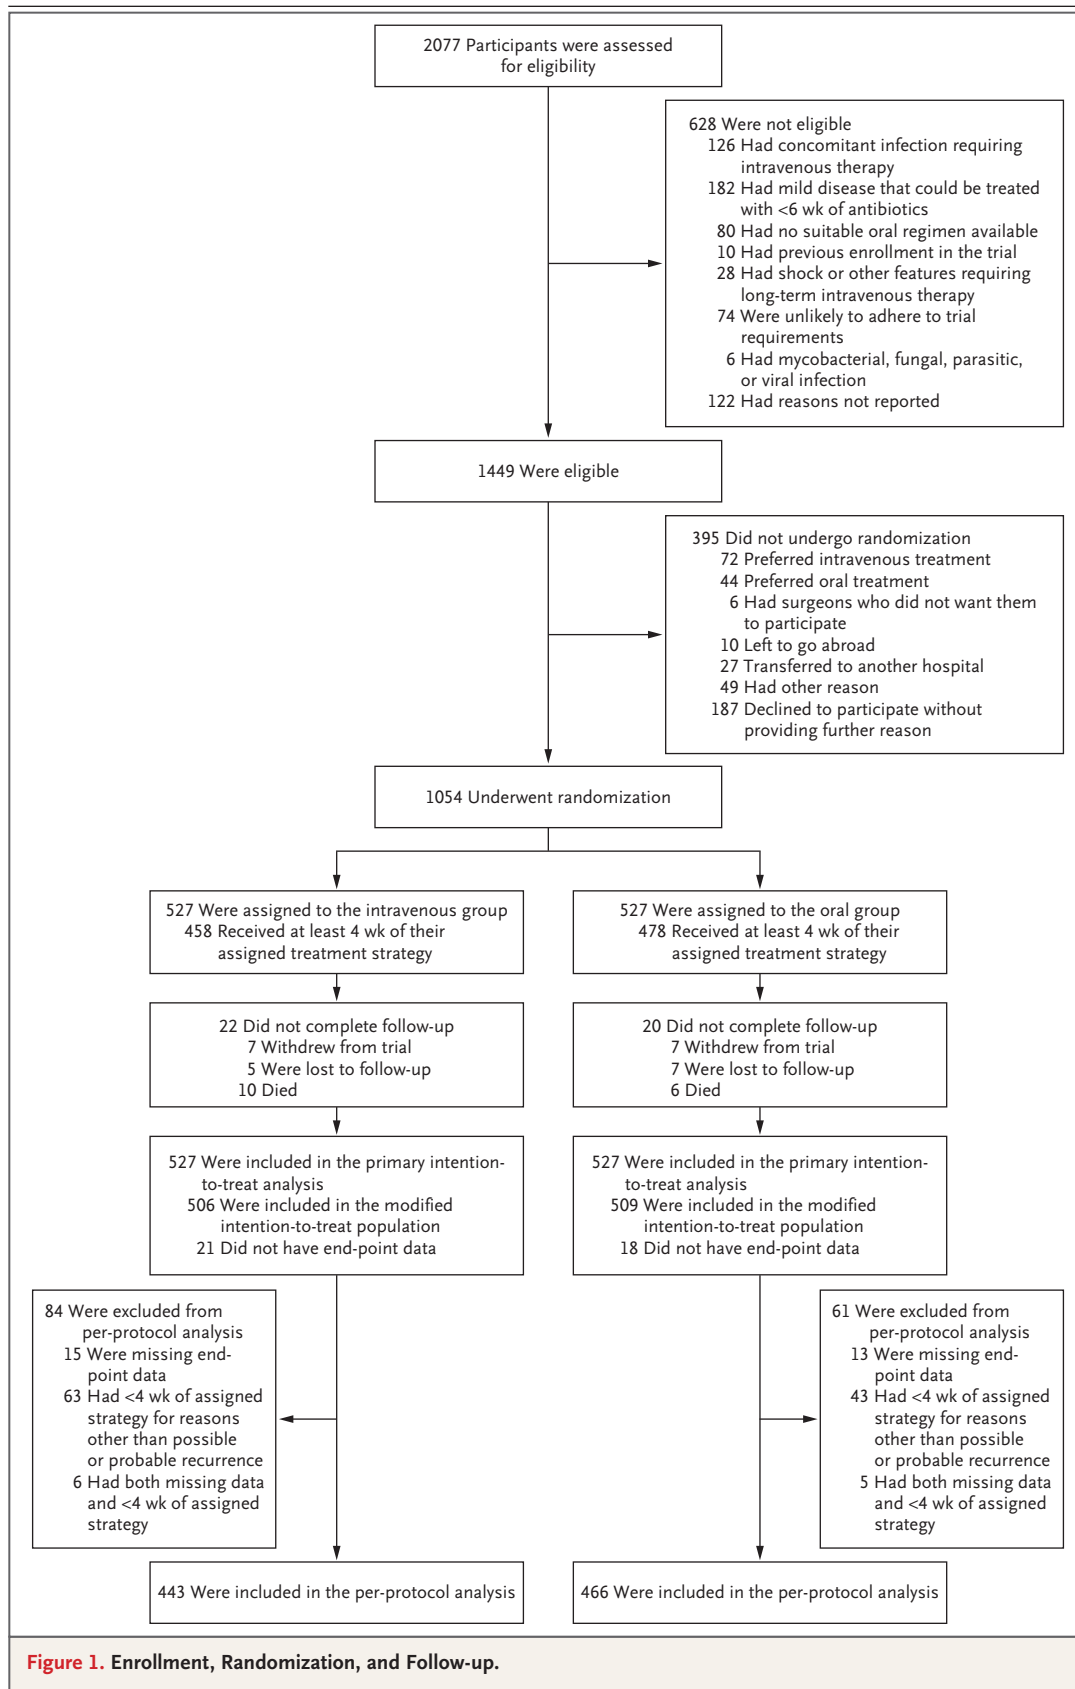 2077 Participants were assessed
for eligibility
628 Were not eligible
126 Had concomitant infection requiring
intravenous therapy
182 Had mild disease that could be treated
with <6 wk of antibiotics
80 Had no suitable oral regimen available
10 Had previous enrollment in the trial
28 Had shock or other features requiring
long-term intravenous therapy
74 Were unlikely to adhere to trial
requirements
6 Had mycobacterial, fungal, parasitic,
or viral infection
122 Had reasons not reported
1449 Were eligible
395 Did not undergo randomization
72 Preferred intravenous treatment
44 Preferred oral treatment
6 Had surgeons who did not want them
to participate
10 Left to go abroad
27 Transferred to another hospital
49 Had other reason
187 Declined to participate without
providing further reason
1054 Underwent randomization
527 Were assigned to the intravenous group
458 Received at least 4 wk of their
assigned treatment strategy
527 Were assigned to the oral group
478 Received at least 4 wk of their
assigned treatment strategy
22 Did not complete follow-up
7 Withdrew from trial
5 Were lost to follow-up
10 Died
20 Did not complete follow-up
7 Withdrew from trial
7 Were lost to follow-up
6 Died
527 Were included in the primary intention-
to-treat analysis
506 Were included in the modified
intention-to-treat population
21 Did not have end-point data
527 Were included in the primary intention-
to-treat analysis
509 Were included in the modified
intention-to-treat population
18 Did not have end-point data
84 Were excluded from
per-protocol analysis
15 Were missing end-
point data
63 Had <4 wk of assigned
strategy for reasons
other than possible
or probable recurrence
6 Had both missing data
and <4 wk of assigned
strategy
61 Were excluded from
per-protocol analysis
13 Were missing end-
point data
43 Had <4 wk of assigned
strategy for reasons
other than possible
or probable recurrence
5 Had both missing data
and <4 wk of assigned
strategy
443 Were included in the per-protocol analysis
466 Were included in the per-protocol analysis
Figure 1. Enrollment, Randomization, and Follow-up.